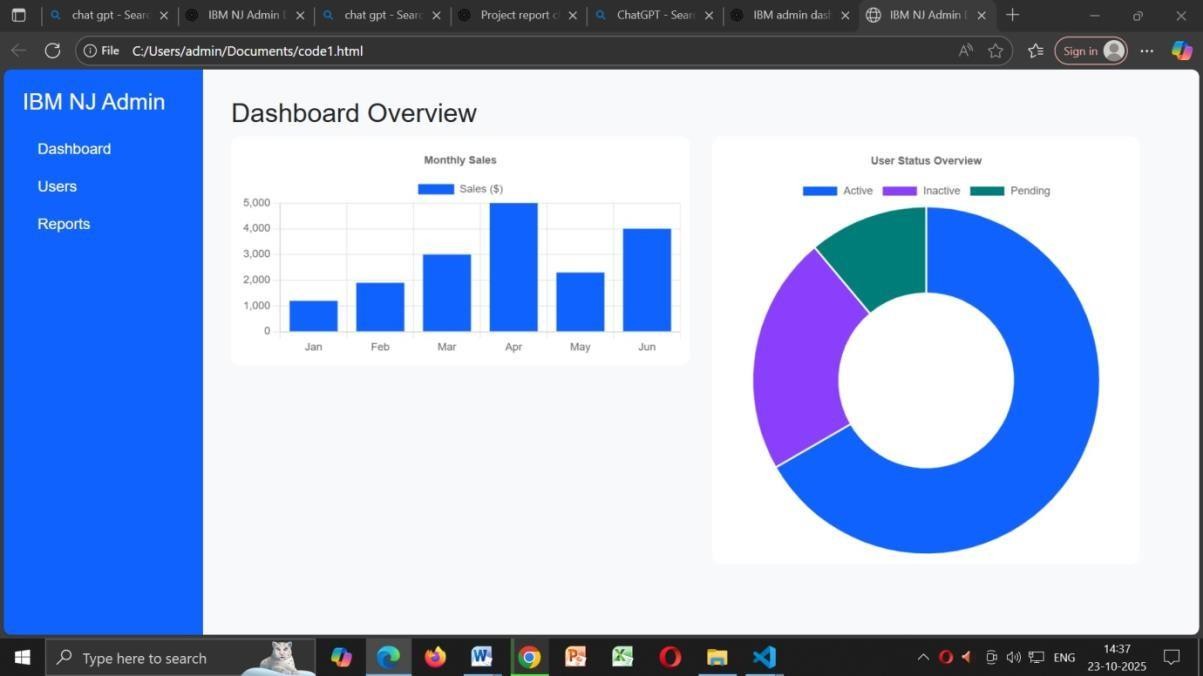 chat gpt - Sear
IBM NJ Admin
chat gpt - Sear
Project report
ChatGPT - Sear
IBM admin das
IBM NJ Admin
File C:/Users/admin/Documents/code1.html
Sign in
IBM NJ Admin
Dashboard
Users
Reports
Dashboard Overview
Monthly Sales
Sales ($)
5,000
4,000
3,000
2,000
1,000
0
Jan Feb Mar Apr May Jun
User Status Overview
Active Inactive Pending
Type here to search
ENG
14:37
23-10-2025